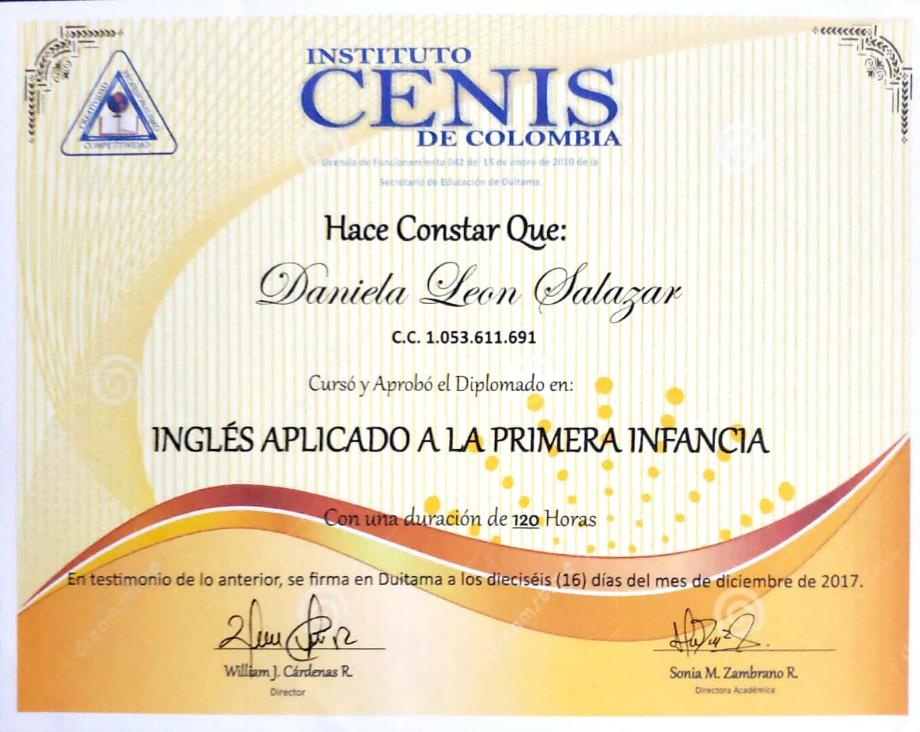 INSTITUTO
CENIS
DE COLOMBIA
CREATIVIDAD
COMPETITIVIDAD
Licencia de Funcionamiento 042 del 15 de enero de 2010 de la
Secretaria de Educación de Duitama
Hace Constar Que:
Daniela Leon Salazar
C.C. 1.053.611.691
Cursó y Aprobó el Diplomado en:
INGLÉS APLICADO A LA PRIMERA INFANCIA
Con una duración de 120 Horas
En testimonio de lo anterior, se firma en Duitama a los dieciséis (16) días del mes de diciembre de 2017.
William J. Cárdenas R.
Director
Sonia M. Zambrano R.
Directora Académica